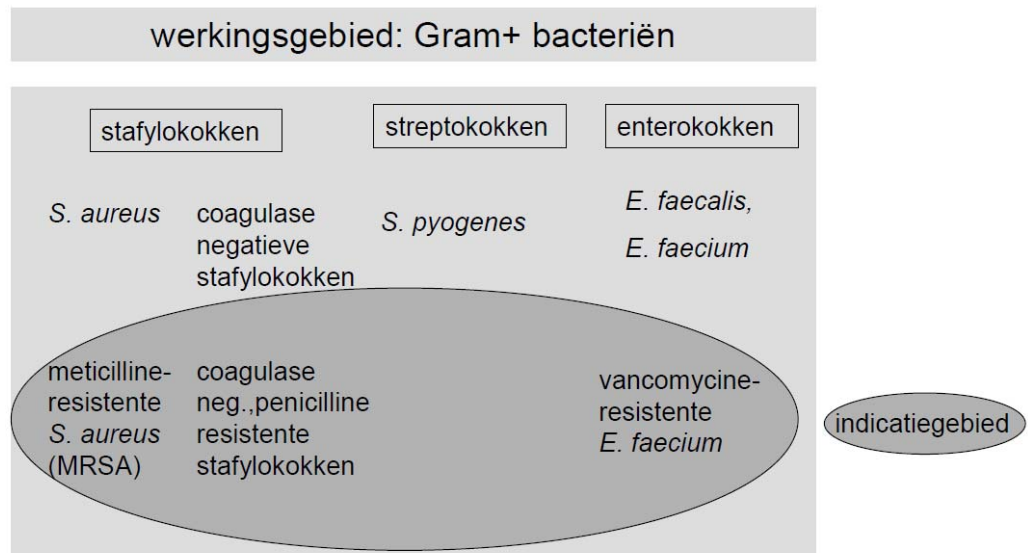 werkingsgebied: Gram+ bacteriën
stafylokokken
streptokokken
enterokokken
S. aureus
coagulase
negatieve
stafylokokken
S. pyogenes
E. faecalis,
E. faecium
meticilline-
resistente
S. aureus
(MRSA)
coagulase
neg.,penicilline
resistente
stafylokokken
vancomycine-
resistente
E. faecium
indicatiegebied